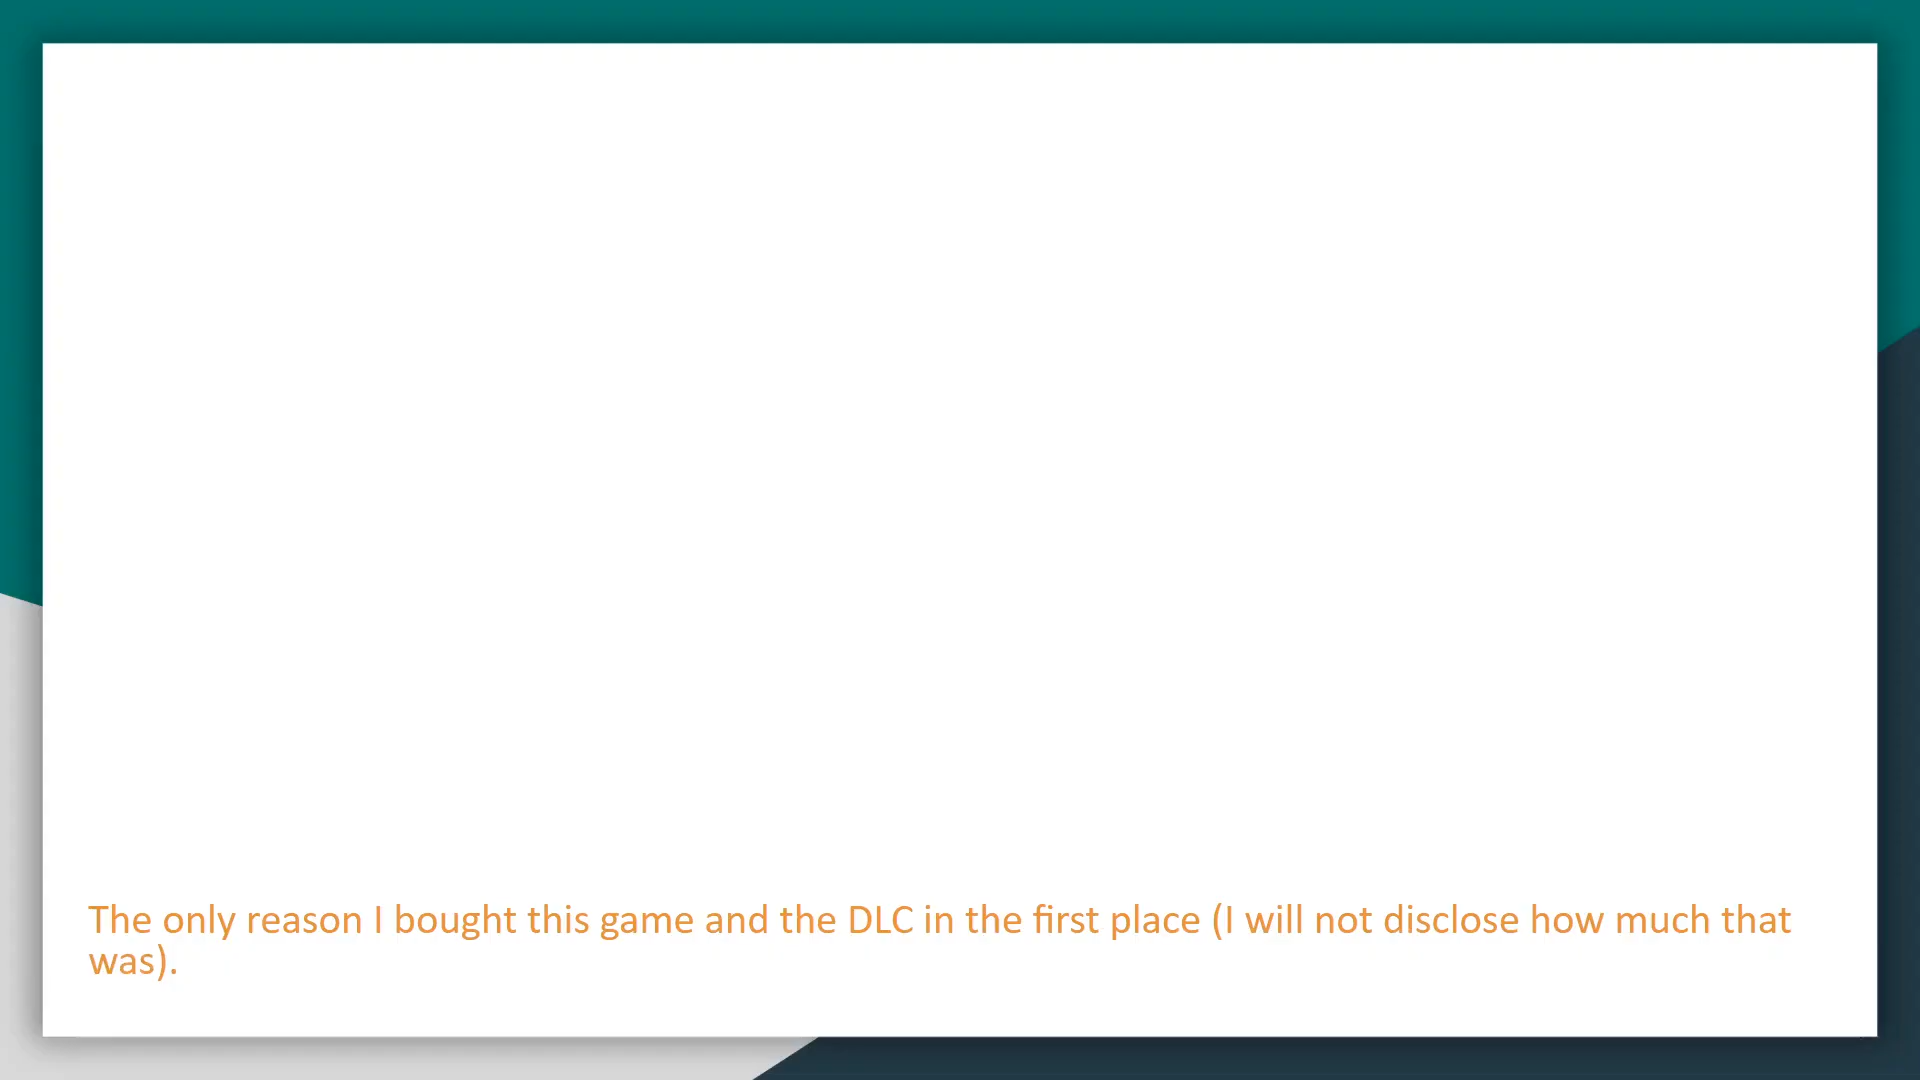 The only reason I bought this game and the DLC in the first place (I will not disclose how much that
was).